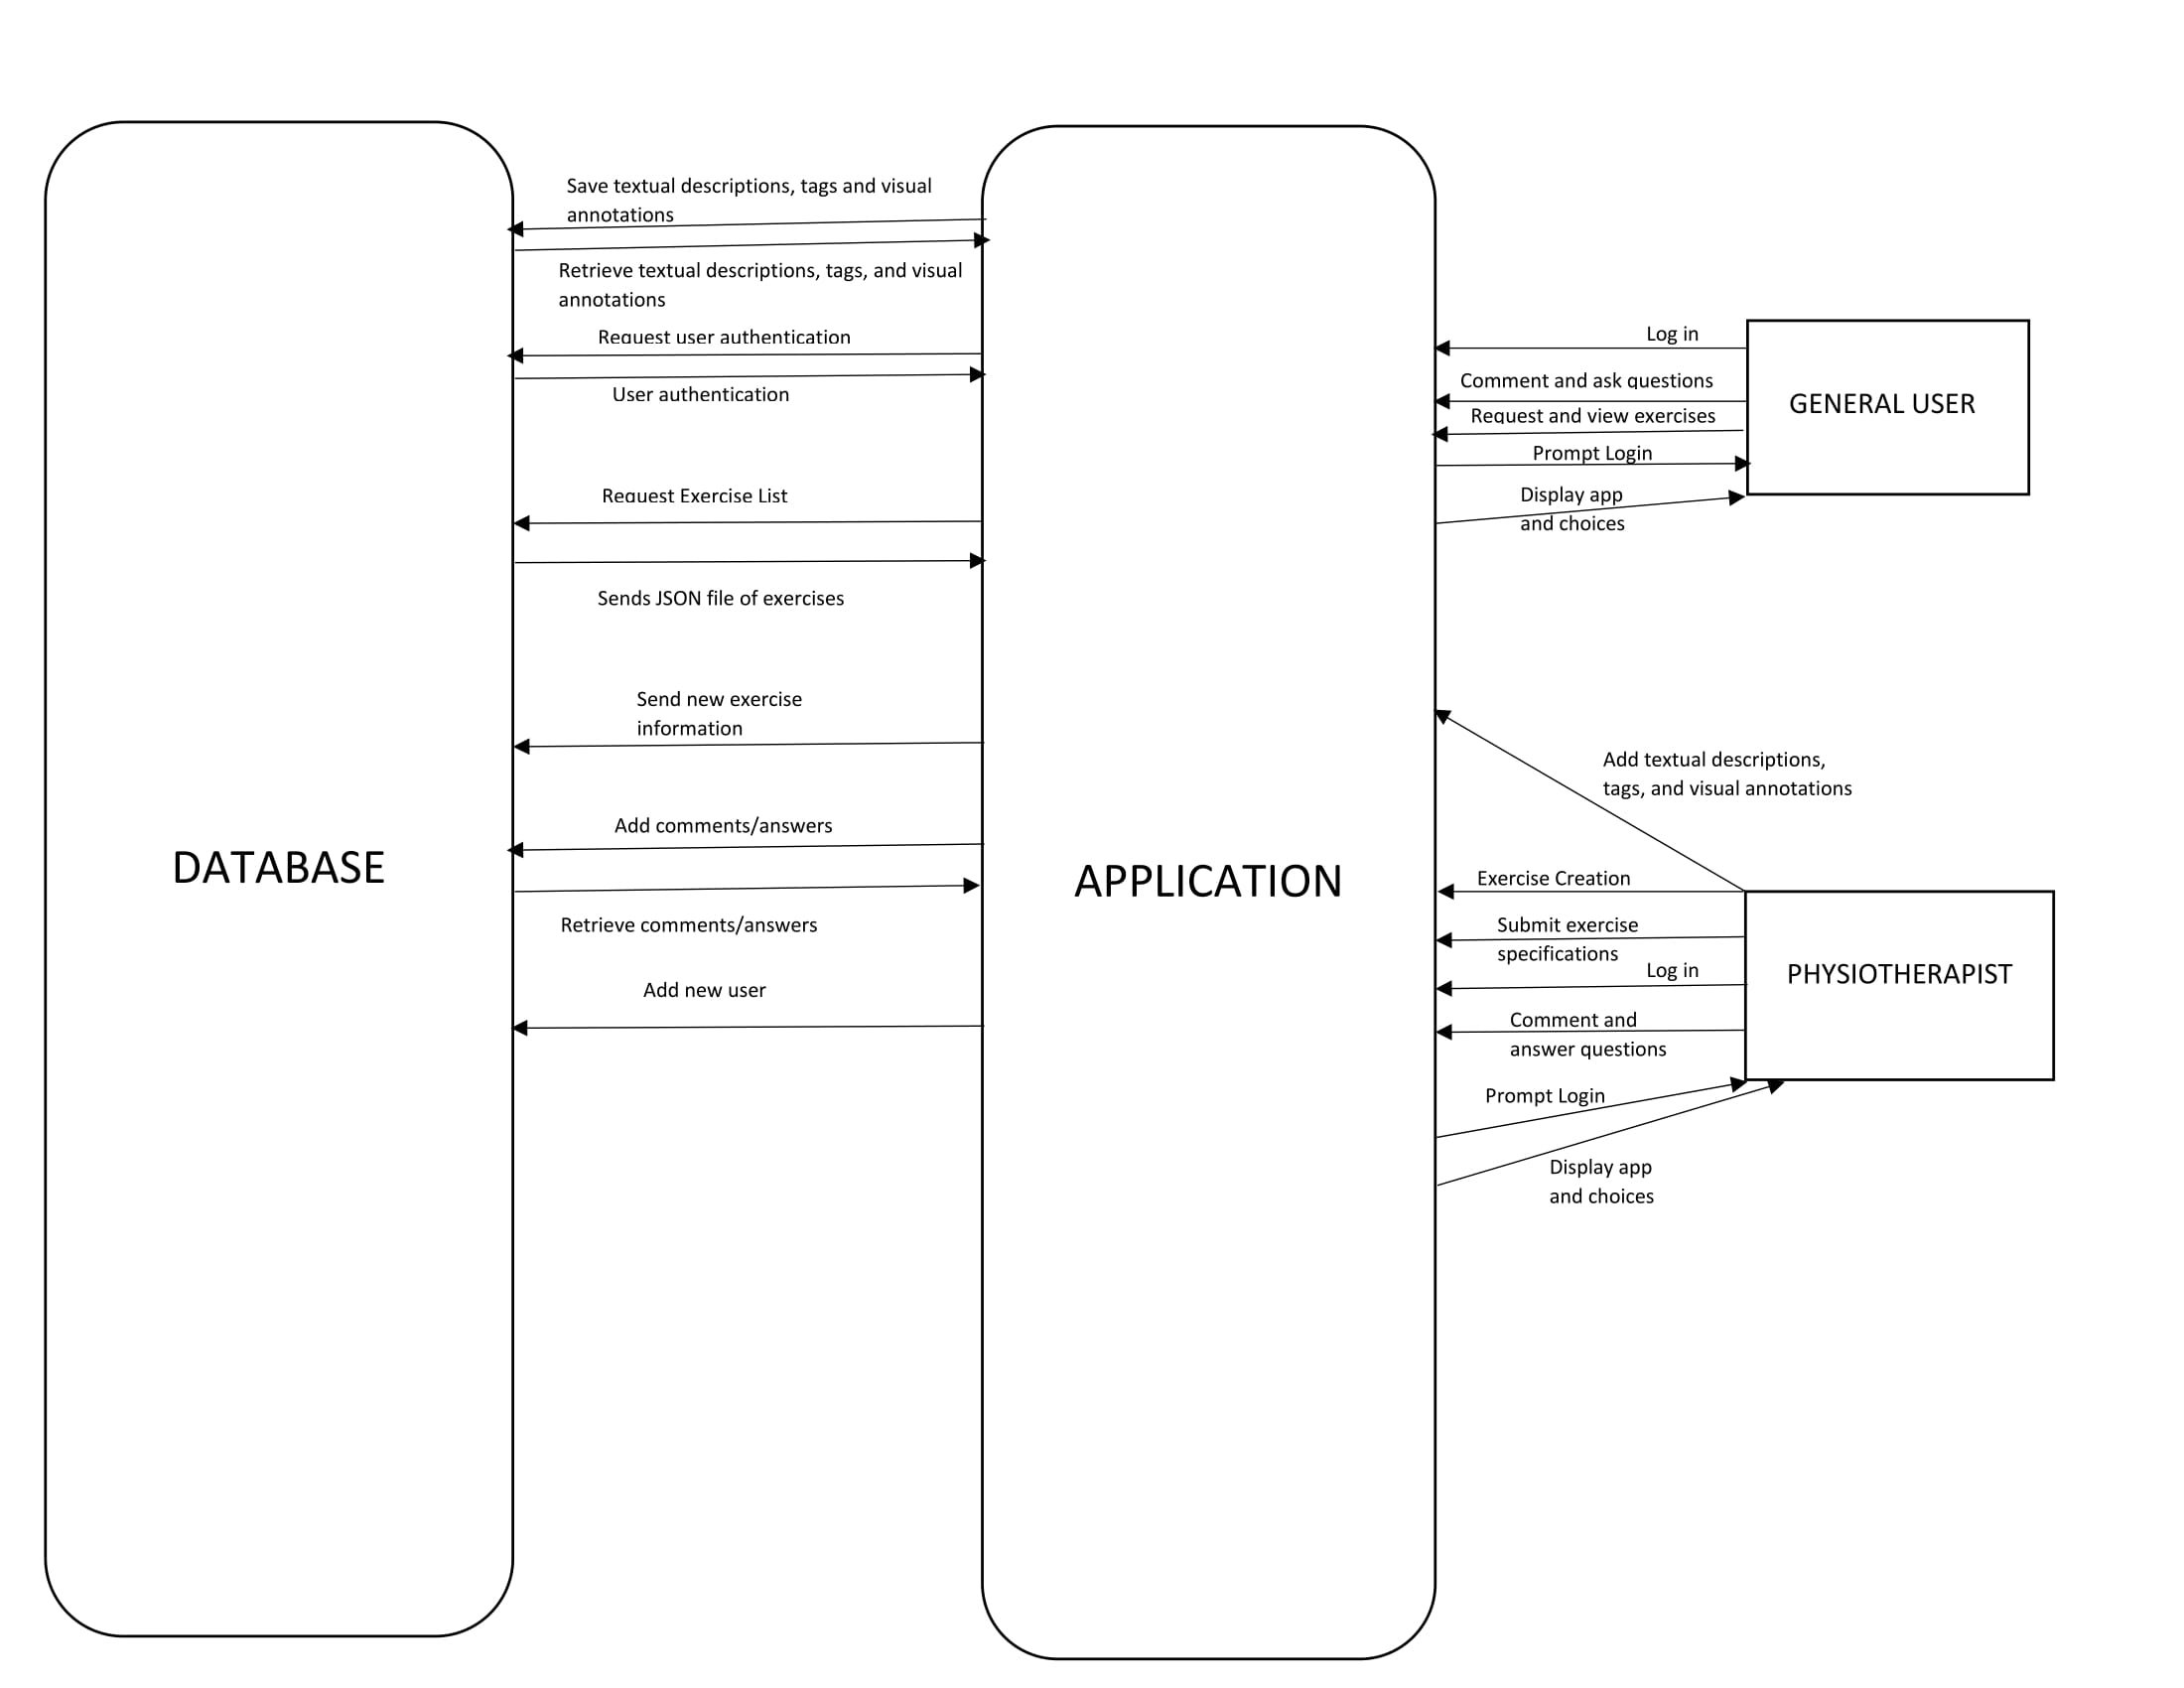 Save textual descriptions, tags and visual
annotations
Retrieve textual descriptions, tags, and visual
annotations
Request user authentication
User authentication
Request Exercise List
Sends JSON file of exercises
Send new exercise
information
Add comments/answers
Retrieve comments/answers
Add new user
DATABASE
APPLICATION
Log in
Comment and ask questions
Request and view exercises
Prompt Login
Display app
and choices
GENERAL USER
Add textual descriptions,
tags, and visual annotations
Exercise Creation
Submit exercise
specifications
Log in
Comment and
answer questions
Prompt Login
Display app
and choices
PHYSIOTHERAPIST